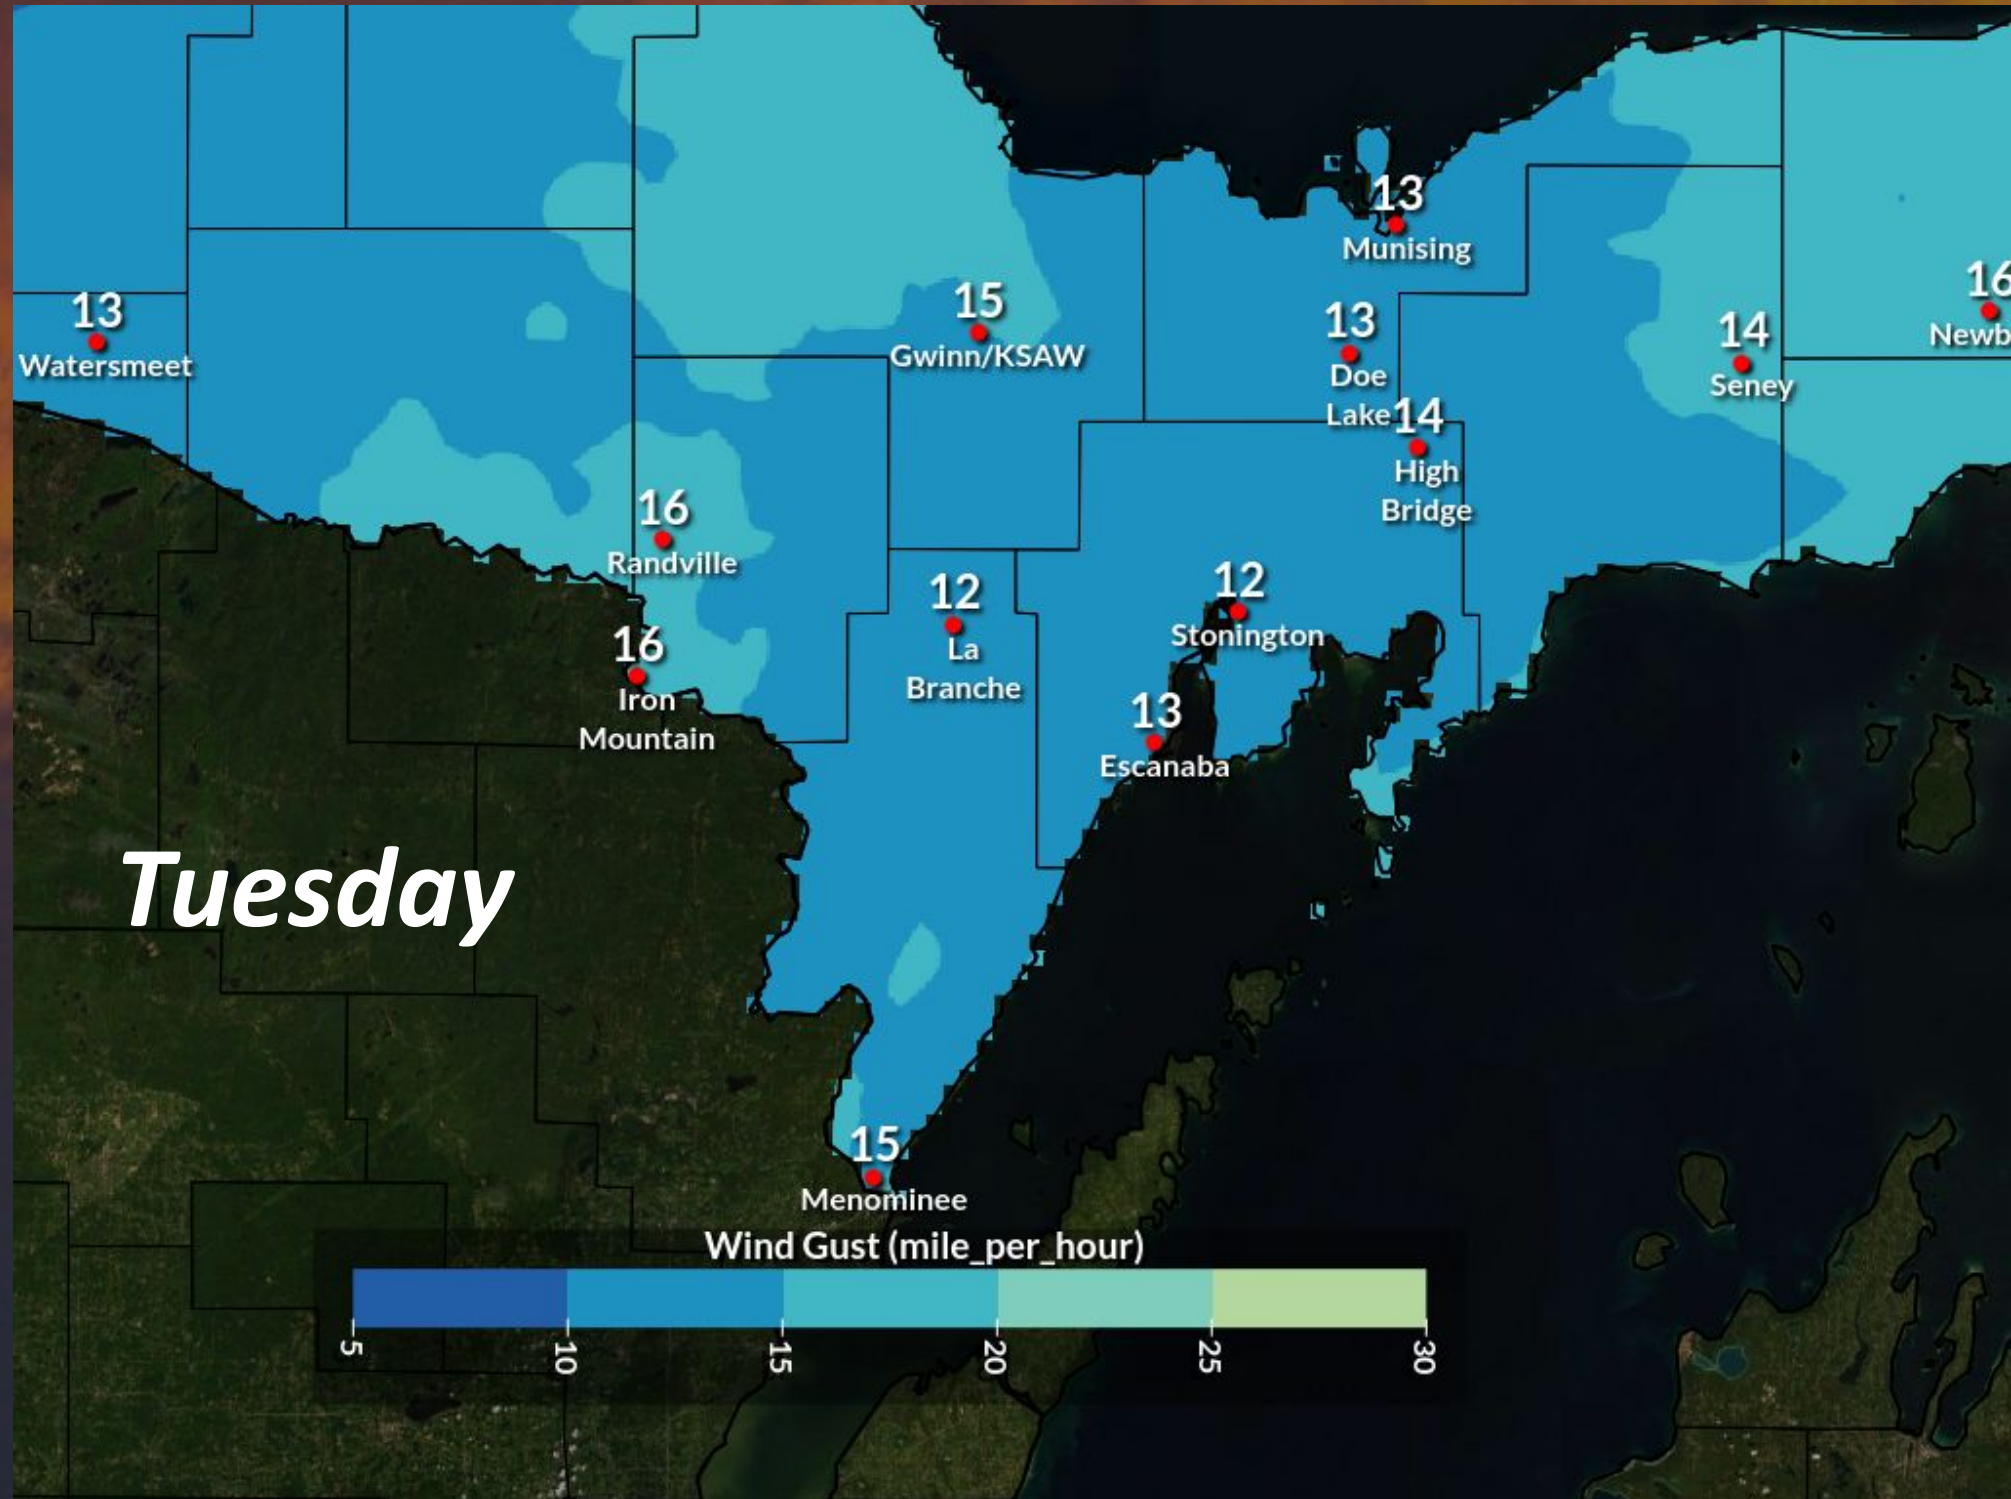 13
Munising
16
Newb
13
Watersmeet
15
Gwinn/KSAW
13
Doe
Lake
14
Seney
14
High
Bridge
16
Randville
12
La
Branche
12
Stonington
16
Iron
Mountain
13
Escanaba
Tuesday
15
Menominee
Wind Gust (mile_per_hour)
5
10
15
20
25
30